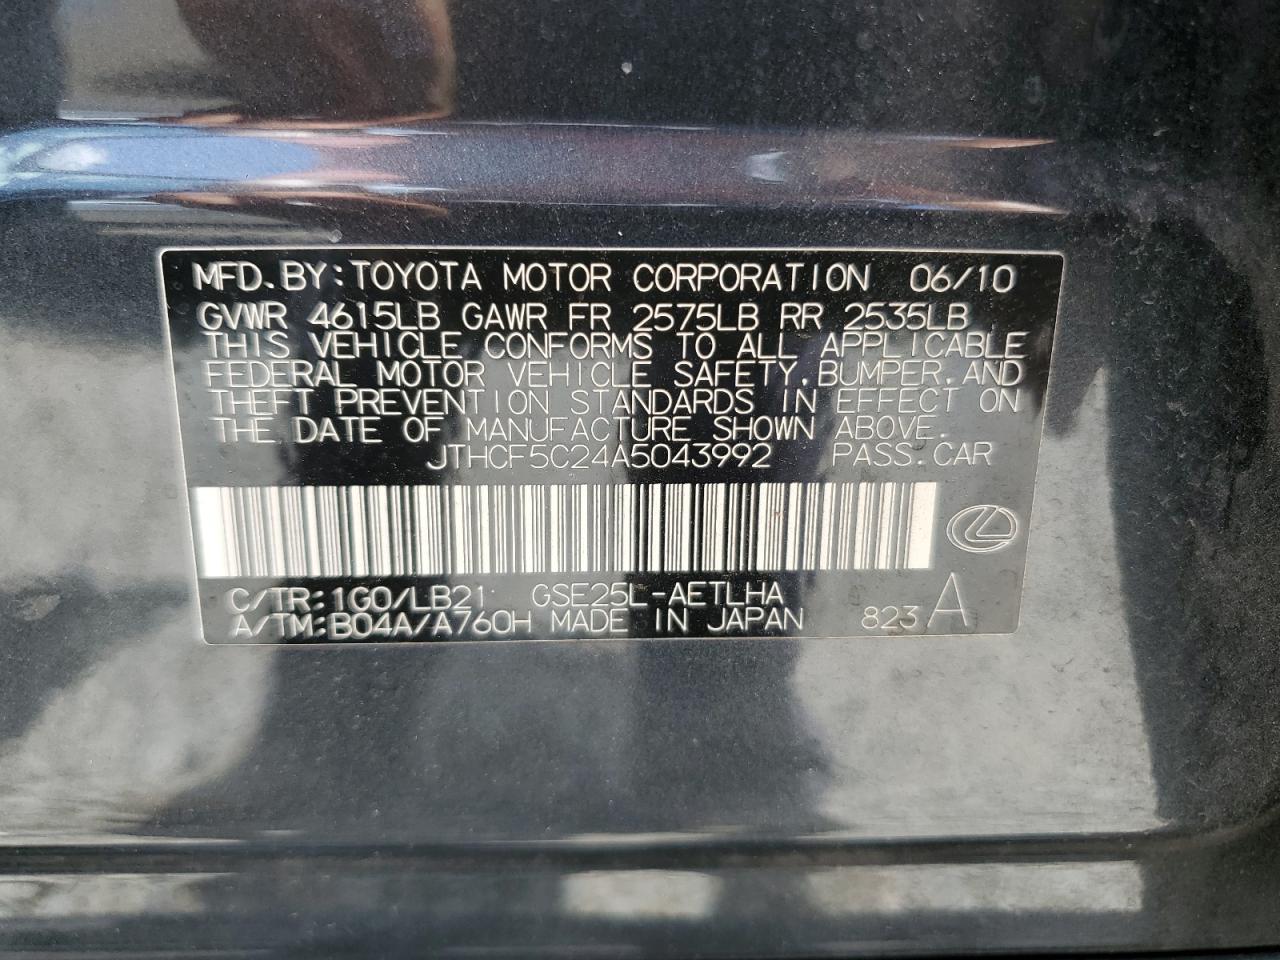 MFD. BY: TOYOTA MOTOR CORPORATION 06/10
GVWR 4615LB GAWR FR 2575LB RR 2535LB
THIS VEHICLE CONFORMS TO ALL APPLICABLE
FEDERAL MOTOR VEHICLE SAFETY, BUMPER, AND
THEFT PREVENTION STANDARDS IN EFFECT ON
THE DATE OF MANUFACTURE SHOWN ABOVE.
JTHCF5C24A5043992 PASS. CAR
C/TR: 1G0/LB21 GSE25L-AETLHA
A/TM: B04A/A760H MADE IN JAPAN 823 A